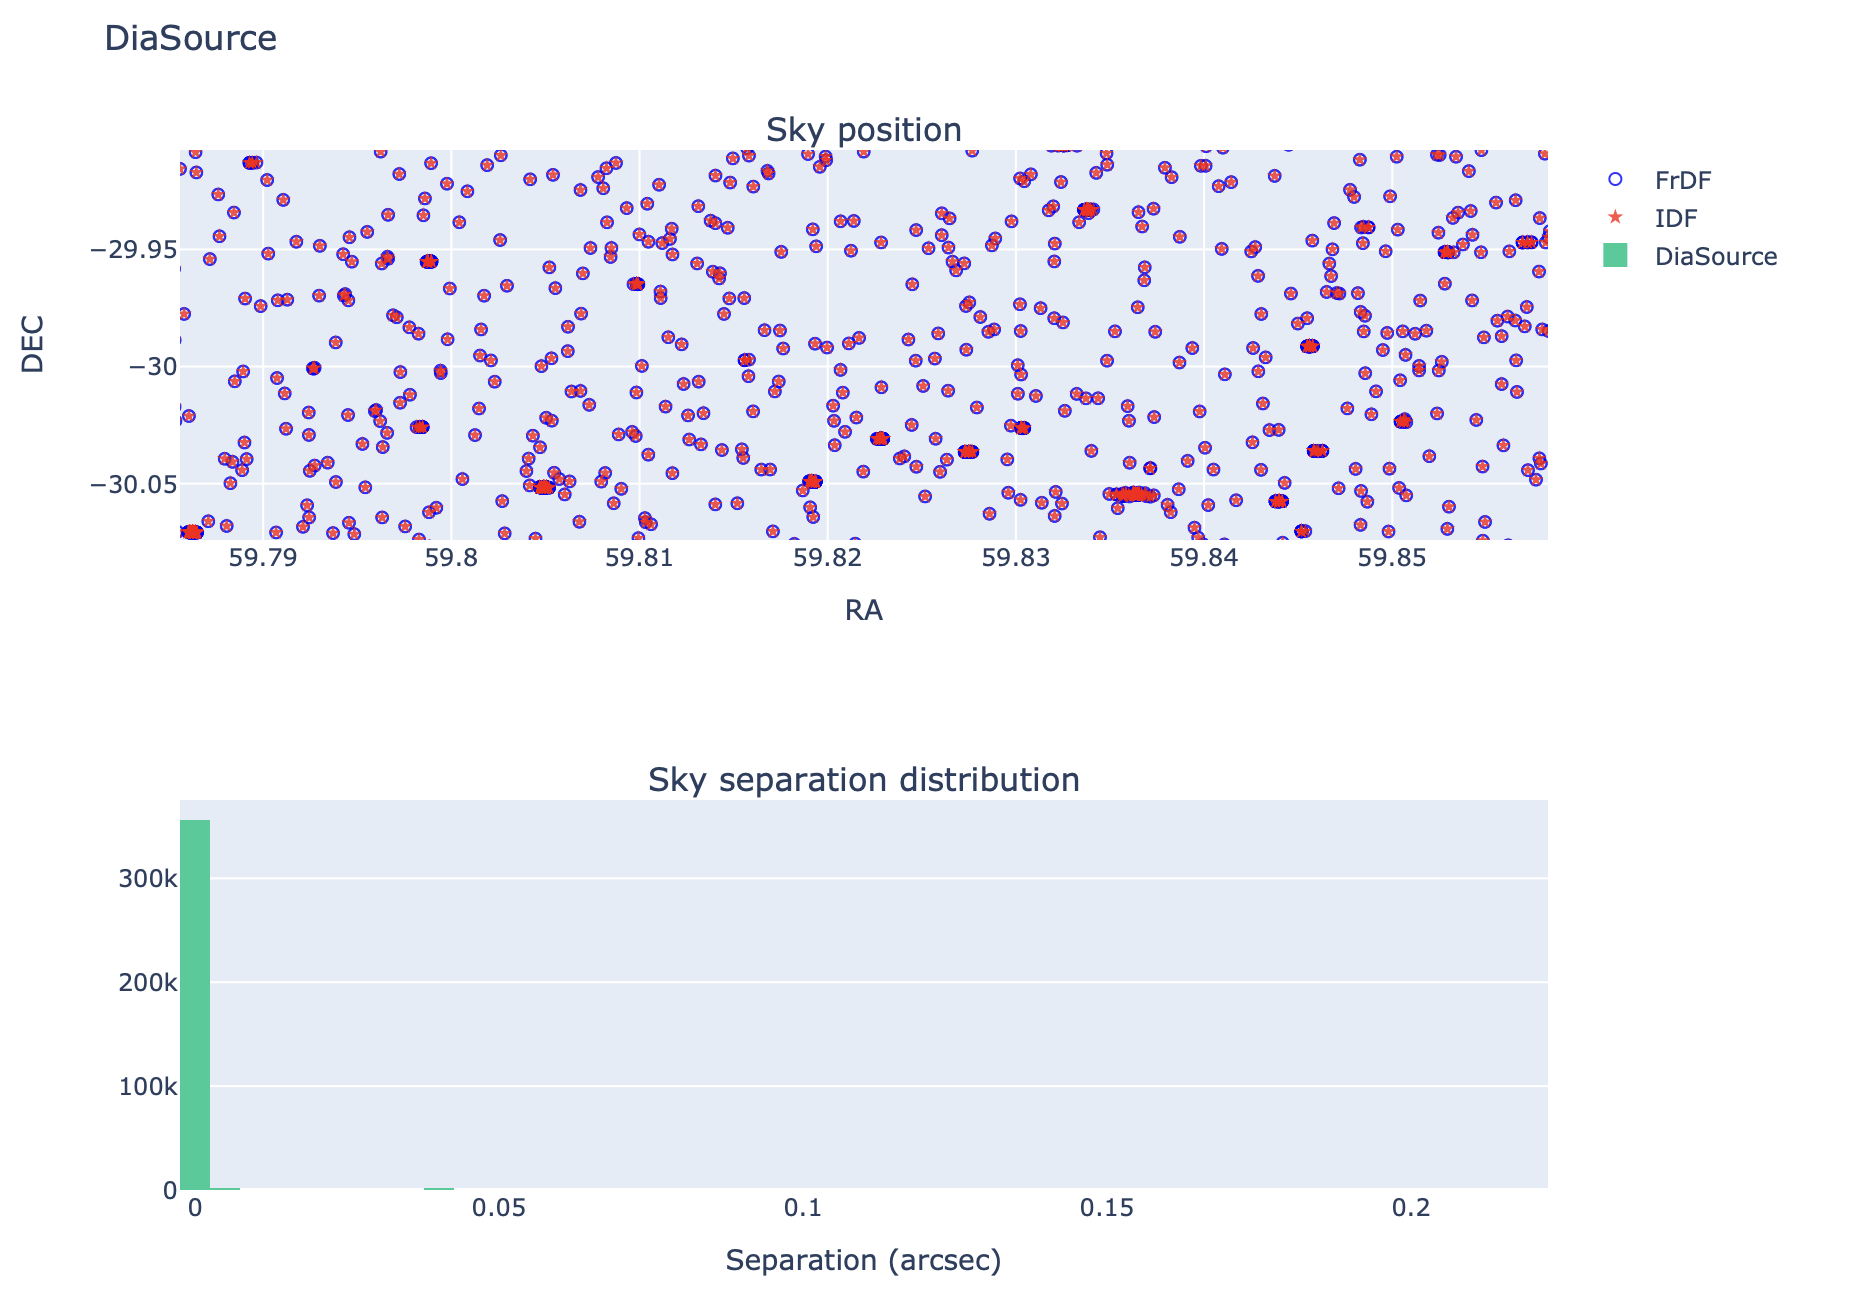 DiaSource
Sky position
FrDF
IDF
DiaSource
−29.95
−30
−30.05
DEC
59.79 59.8 59.81 59.82 59.83 59.84 59.85
RA
Sky separation distribution
300k
200k
100k
0
0 0.05 0.1 0.15 0.2
Separation (arcsec)